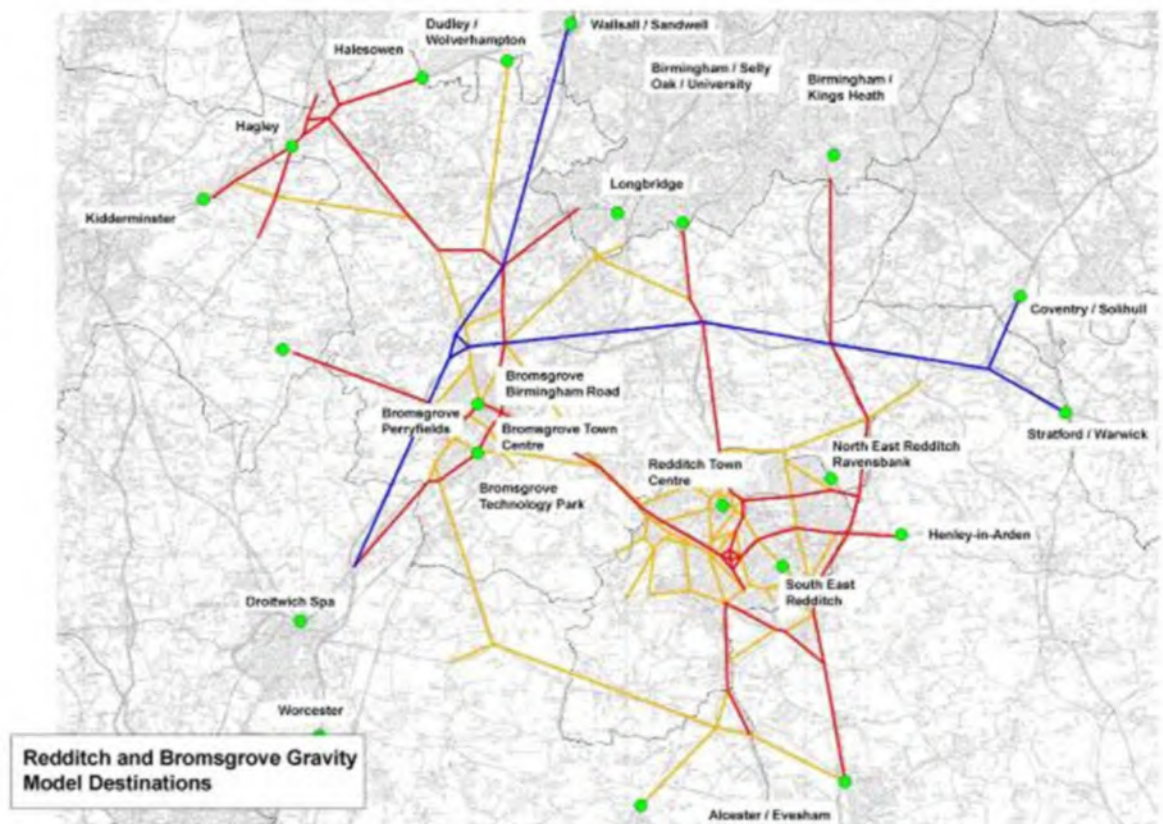 Dudley /
Wolverhampton
Wallsall / Sandwell
Halesowen
Birmingham / Selly
Oak / University
Birmingham /
Kings Heath
Hagley
Longbridge
Kidderminster
Coventry / Solihull
Bromsgrove
Birmingham Road
Bromsgrove
Perryfields
Bromsgrove Town
Centre
Stratford / Warwick
North East Redditch
Ravensbank
Redditch Town
Centre
Bromsgrove
Technology Park
Henley-in-Arden
South East
Redditch
Droitwich Spa
Worcester
Redditch and Bromsgrove Gravity
Model Destinations
Alcester / Evesham